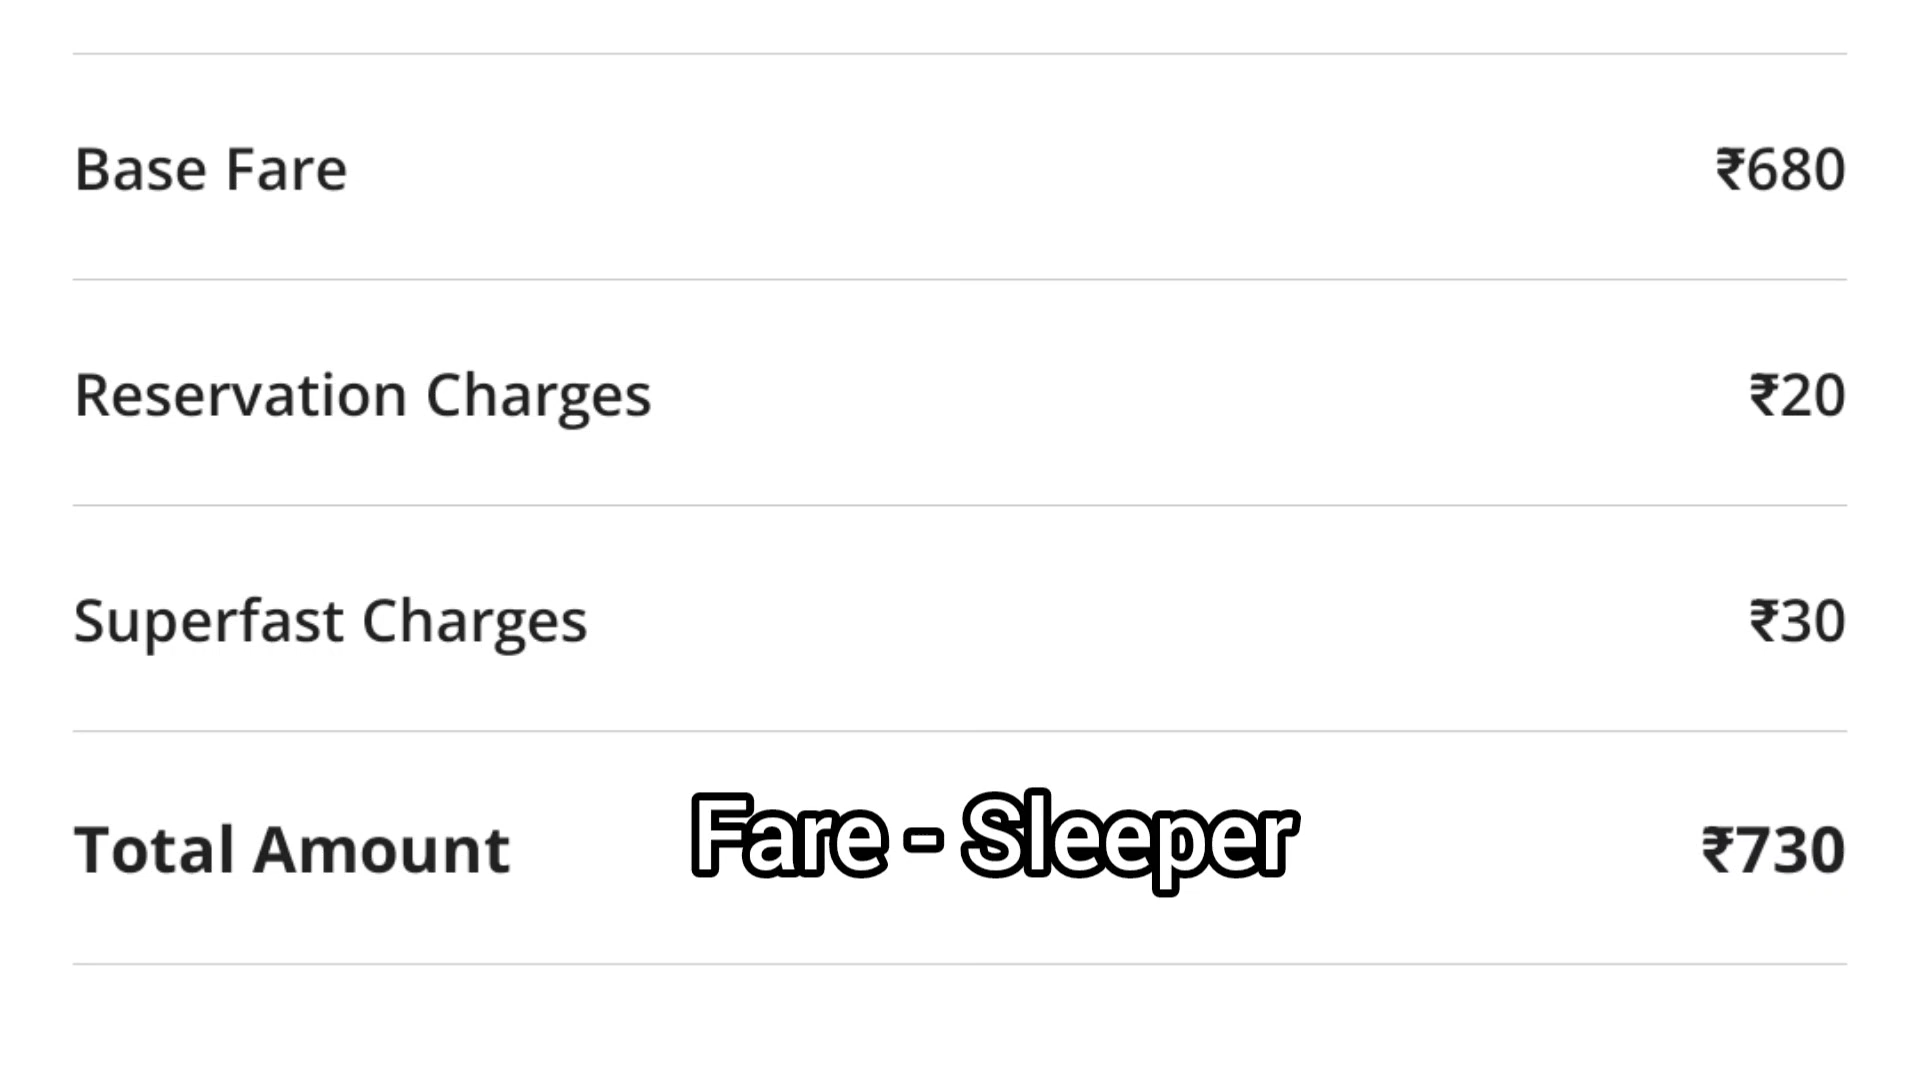 Base Fare ₹680
Reservation Charges ₹20
Superfast Charges ₹30
Total Amount Fare - Sleeper ₹730